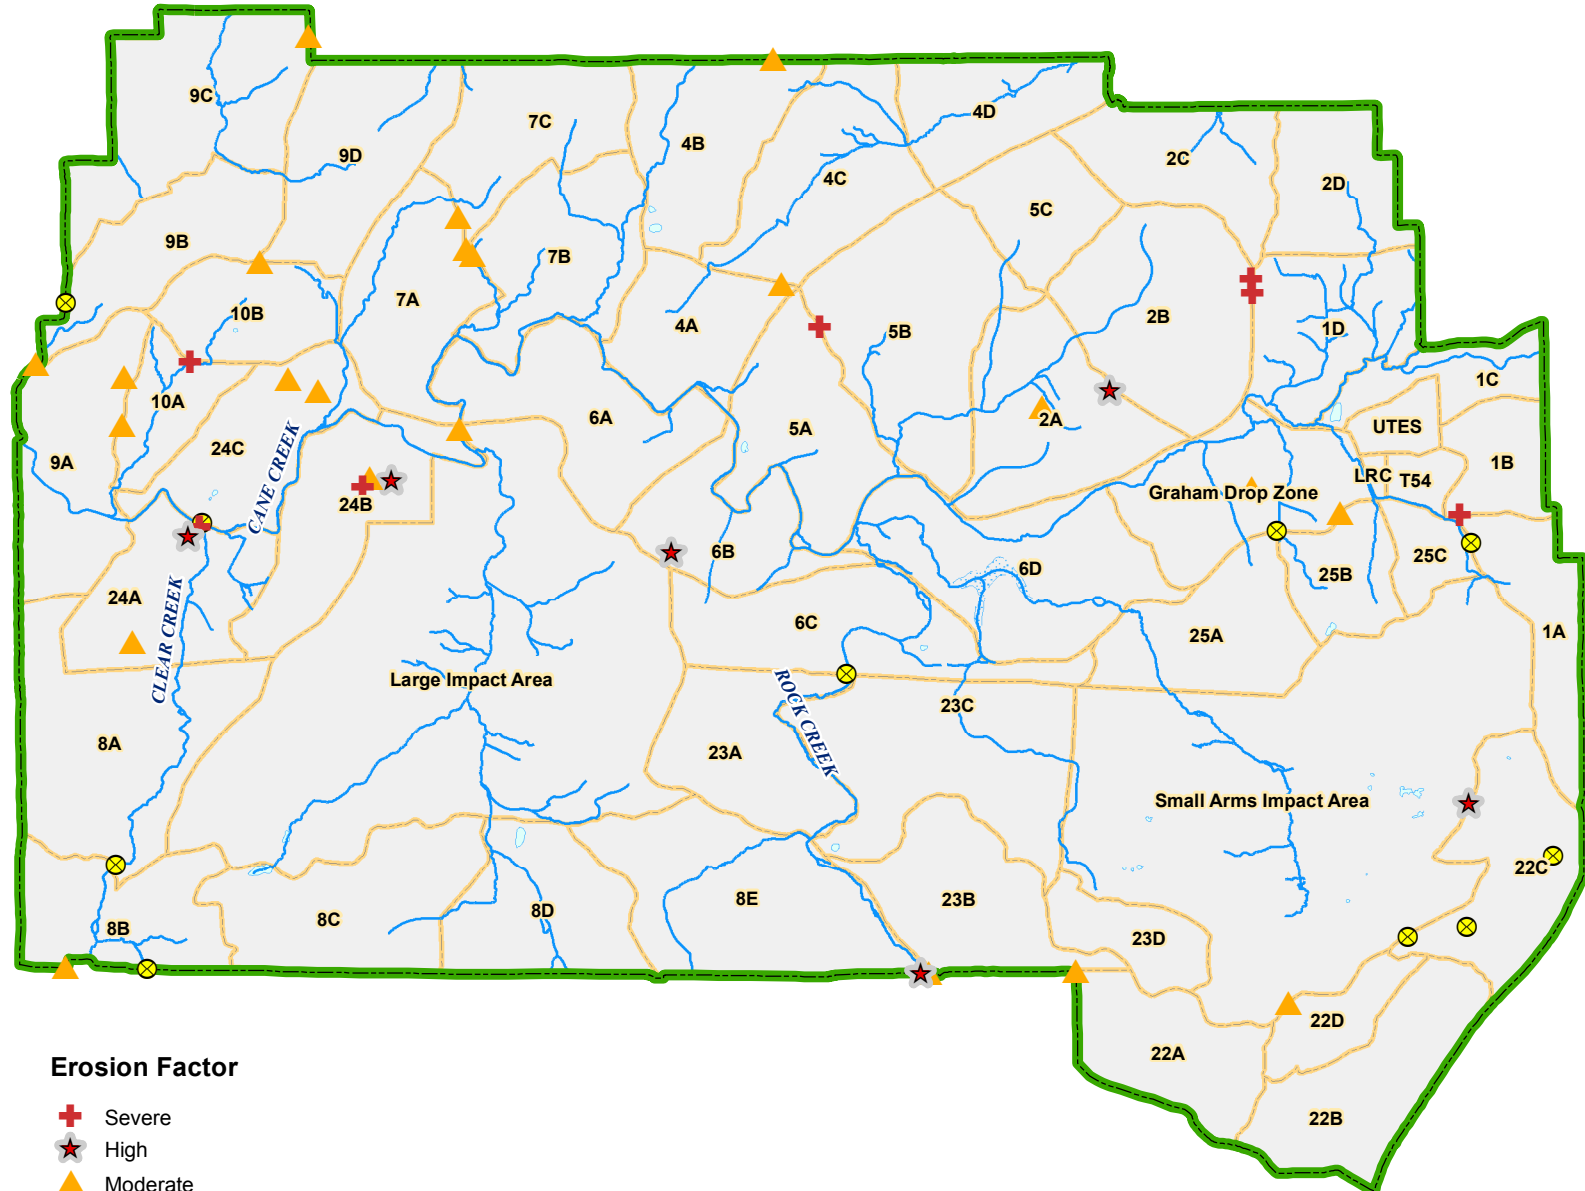 9C
7C
4D
4B
9D
2C
4C
2D
5C
9B
7B
7A
10B
2B
4A
5B
1D
1C
10A
6A
2A
UTES
5A
24C
9A
1B
CANE CREEK
LRC
T54
Graham Drop Zone
24B
6B
25C
6D
25B
24A
6C
25A
1A
CLEAR CREEK
Large Impact Area
ROCK CREEK
23C
8A
23A
Small Arms Impact Area
22C
8E
23B
8D
8C
8B
23D
22D
22A
22B
Erosion Factor
Severe
High
Moderate